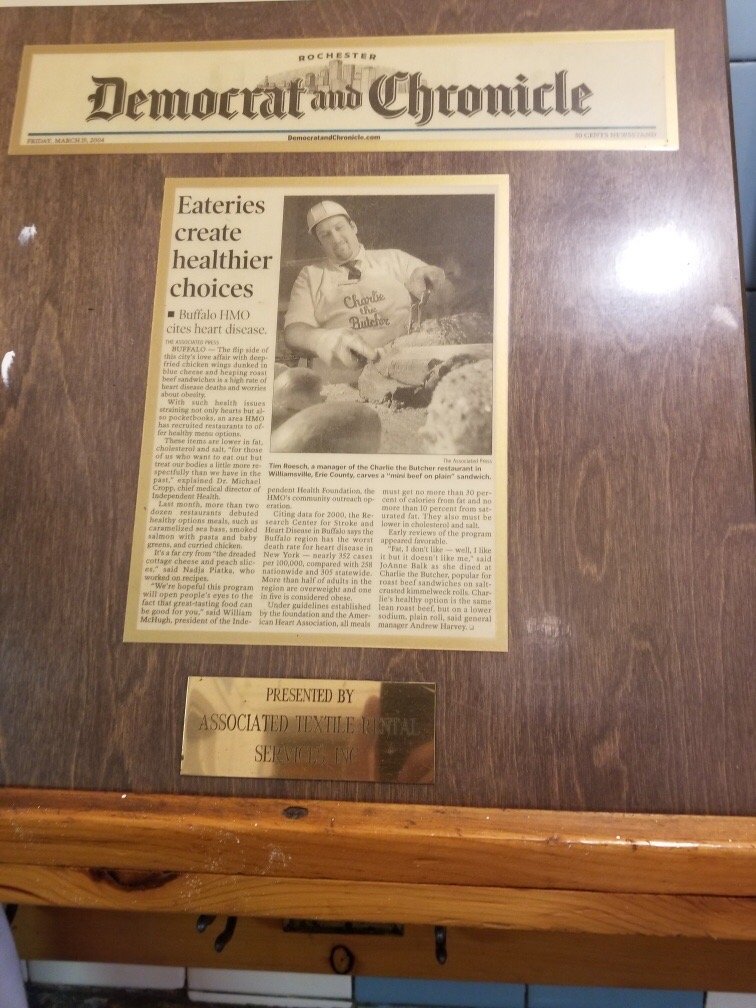 ROCHESTER
Democrat and Chronicle
DemocratandChronicle.com
50 CENTS NEWSSTAND
FRIDAY, MARCH
Eateries
create
healthier
choices
■ Buffalo HMO
cites heart disease.
THE ASSOCIATED PRESS
BUFFALO — The flip side of
this city's love affair with deep-
fried chicken wings dunked in
blue cheese and heaping roast
beef sandwiches is a high rate of
heart disease deaths and worries
about obesity.
With such health issues
straining not only hearts but al-
so pocketbooks, an area HMO
has recruited restaurants to of-
fer healthy menu options.
These items are lower in fat,
cholesterol and salt, "for those
of us who want to eat out but
treat our bodies a little more re-
spectfully than we have in the
past," explained Dr. Michael
Cropp, chief medical director of
Independent Health.
Last month, more than two
dozen restaurants debuted
healthy options meals, such as
caramelized sea bass, smoked
salmon with pasta and baby
greens, and curried chicken.
It's a far cry from "the dreaded
cottage cheese and peach slic-
es," said Nadja Piatka, who
worked on recipes.
"We're hopeful this program
will open people's eyes to the
fact that great-tasting food can
be good for you," said William
McHugh, president of the Inde-
Charlie
the
Butcher
The Associated Press
Tim Roesch, a manager of the Charlie the Butcher restaurant in
Williamsville, Erie County, carves a "mini beef on plain" sandwich.
pendent Health Foundation, the
HMO's community outreach op-
eration.
Citing data for 2000, the Re-
search Center for Stroke and
Heart Disease in Buffalo says the
Buffalo region has the worst
death rate for heart disease in
New York — nearly 352 cases
per 100,000, compared with 258
nationwide and 305 statewide.
More than half of adults in the
region are overweight and one
in five is considered obese.
Under guidelines established
by the foundation and the Amer-
ican Heart Association, all meals
must get no more than 30 per-
cent of calories from fat and no
more than 10 percent from sat-
urated fat. They also must be
lower in cholesterol and salt.
Early reviews of the program
appeared favorable.
"Fat, I don't like — well, I like
it but it doesn't like me," said
JoAnne Balk as she dined at
Charlie the Butcher, popular for
roast beef sandwiches on salt-
crusted kimmelweck rolls. Char-
lie's healthy option is the same
lean roast beef, but on a lower
sodium, plain roll, said general
manager Andrew Harvey.
PRESENTED BY
ASSOCIATED TEXTILE RENTAL
SERVICES, INC